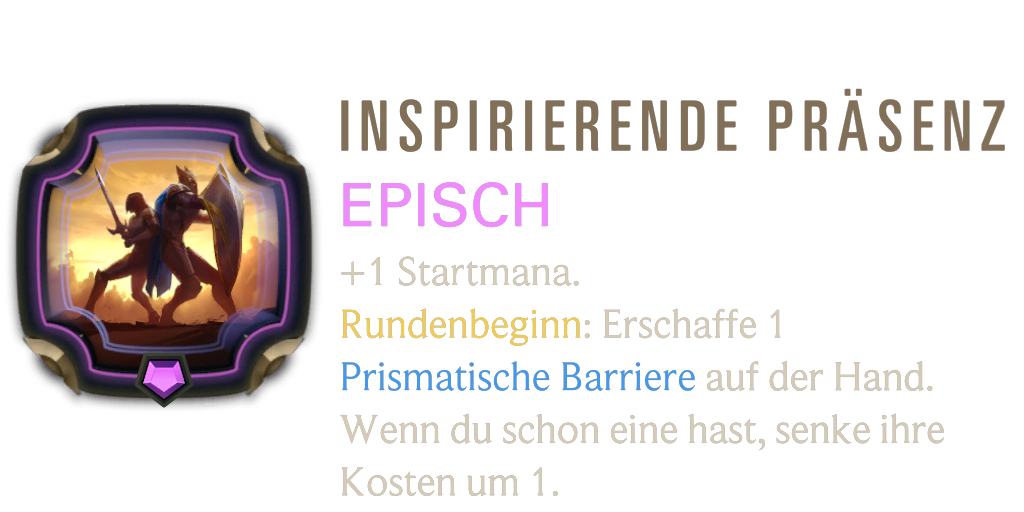 INSPIRIERENDE PRÄSENZ
EPISCH
+1 Startmana.
Rundenbeginn: Erschaffe 1
Prismatische Barriere auf der Hand.
Wenn du schon eine hast, senke ihre
Kosten um 1.